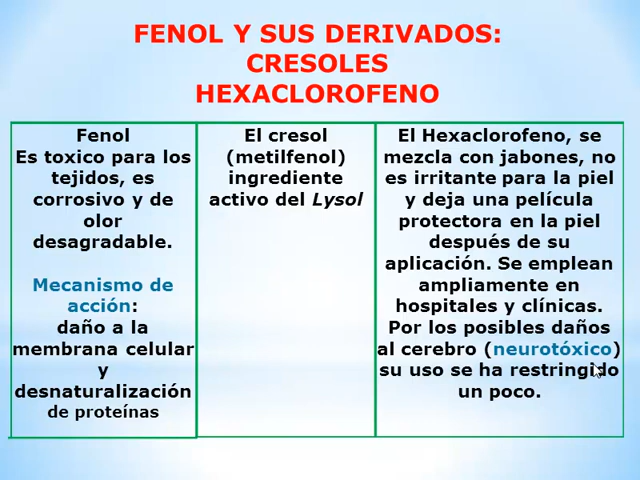 FENOL Y SUS DERIVADOS:
CRESOLES
HEXACLOROFENO
Fenol
Es toxico para los
tejidos, es
corrosivo y de
olor
desagradable.
Mecanismo de
acción:
daño a la
membrana celular
y
desnaturalización
de proteínas
El cresol
(metilfenol)
ingrediente
activo del Lysol
El Hexaclorofeno, se
mezcla con jabones, no
es irritante para la piel
y deja una película
protectora en la piel
después de su
aplicación. Se emplean
ampliamente en
hospitales y clínicas.
Por los posibles daños
al cerebro (neurotóxico)
su uso se ha restringido
un poco.